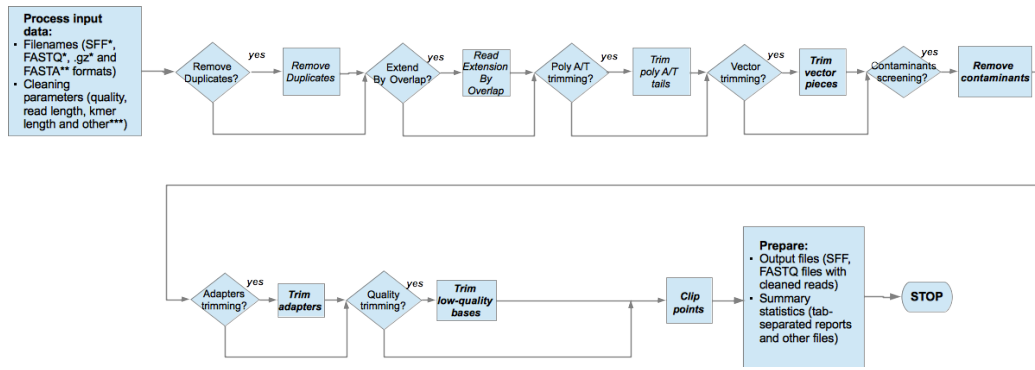 Process input
data:
▪ Filenames (SFF*,
FASTQ*, .gz* and
FASTA** formats)
▪ Cleaning
parameters (quality,
read length, kmer
length and other***)
Remove
Duplicates?
yes
Remove
Duplicates
Extend
By Overlap?
yes
Read
Extension
By
Overlap
Poly A/T
trimming?
yes
Trim
poly A/T
tails
Vector
trimming?
yes
Trim
vector
pieces
Contaminants
screening?
yes
Remove
contaminants
Adapters
trimming?
yes
Trim
adapters
Quality
trimming?
yes
Trim
low-quality
bases
Clip
points
Prepare:
▪ Output files (SFF,
FASTQ files with
cleaned reads)
▪ Summary
statistics (tab-
separated reports
and other files)
STOP